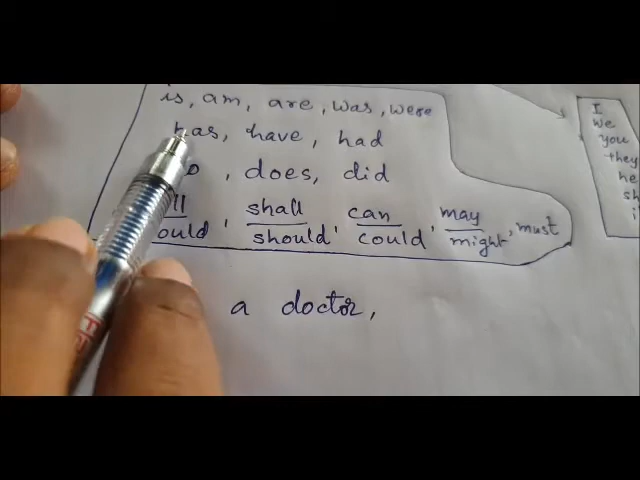 is, am, are, was, were
has, have, had
, does, did
shall can may must
should, could, might,
a doctor,
I
We
you
they
he